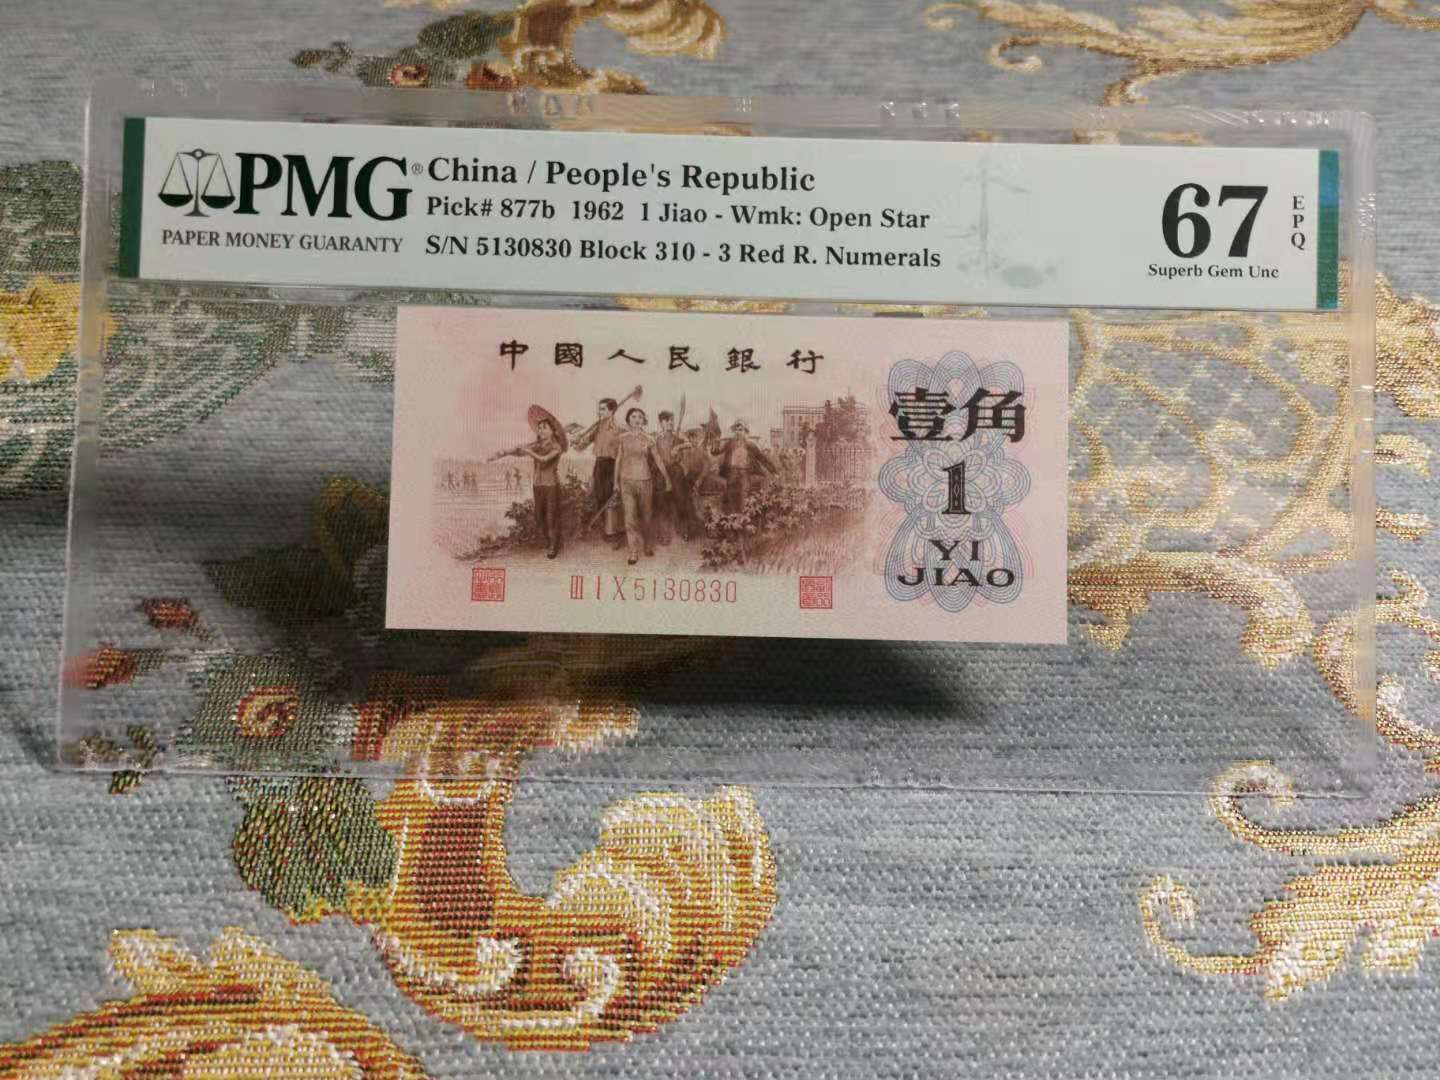 PMG® China / People's Republic
Pick# 877b 1962 1 Jiao - Wmk: Open Star
PAPER MONEY GUARANTY
S/N 5130830 Block 310 - 3 Red R. Numerals
67
EPQ
Superb Gem Unc
中國人民銀行
壹角
1
YI
JIAO
III I X 5130830